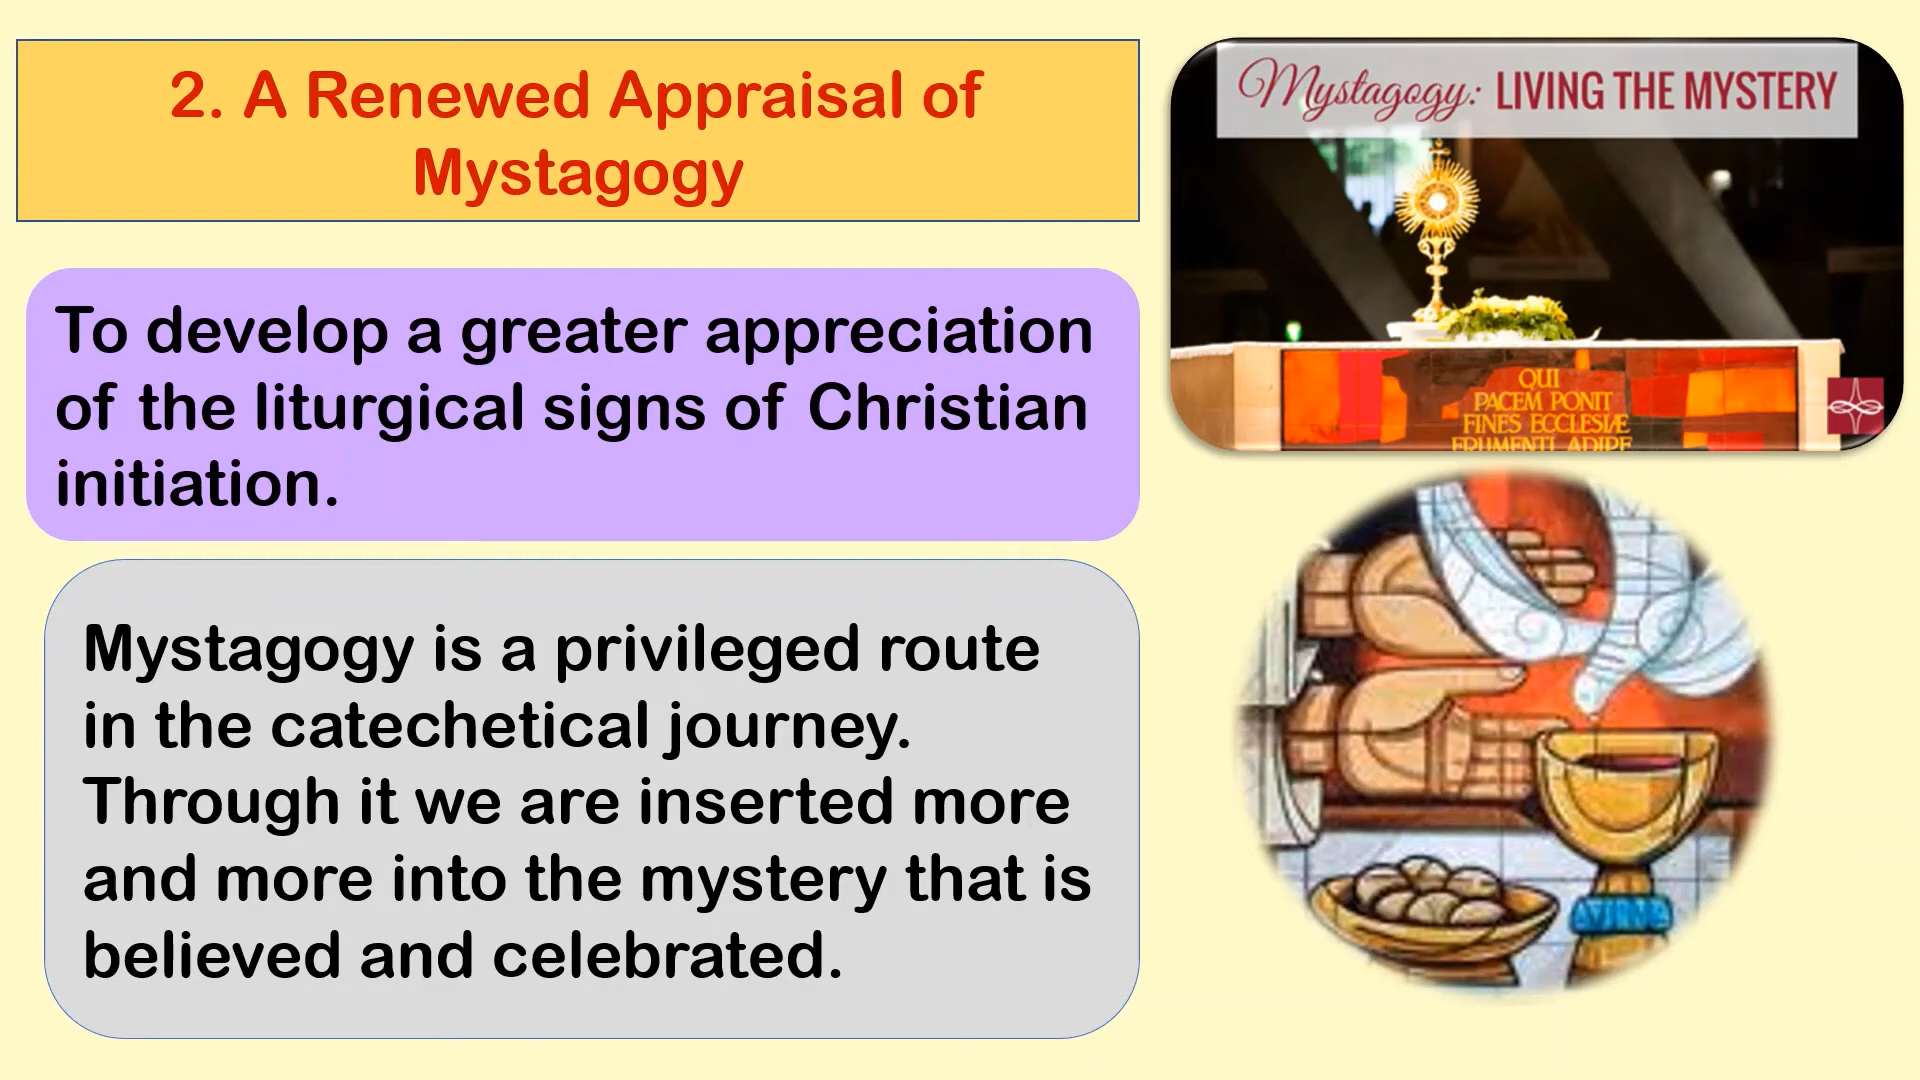 2. A Renewed Appraisal of
Mystagogy
To develop a greater appreciation
of the liturgical signs of Christian
initiation.
Mystagogy is a privileged route
in the catechetical journey.
Through it we are inserted more
and more into the mystery that is
believed and celebrated.
Mystagogy: LIVING THE MYSTERY
QUI
PACEM PONIT
FINES ECCLESIÆ
FRUMENTI ADIPE